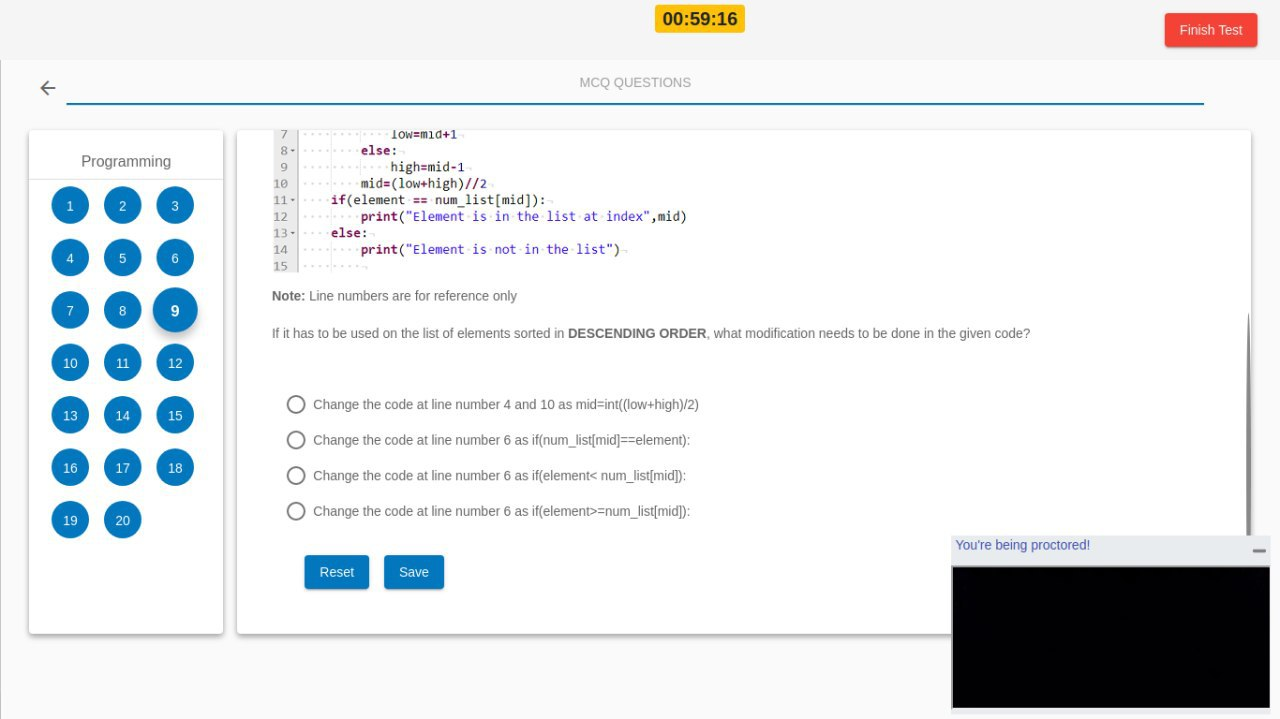 00:59:16
Finish Test
MCQ QUESTIONS
Programming
1 2 3
4 5 6
7 8 9
10 11 12
13 14 15
16 17 18
19 20
7 low=mid+1
8 else:
9 high=mid-1
10 mid=(low+high)//2
11 if(element == num_list[mid]):
12 print("Element is in the list at index",mid)
13 else:
14 print("Element is not in the list")
15
Note: Line numbers are for reference only
If it has to be used on the list of elements sorted in DESCENDING ORDER, what modification needs to be done in the given code?
Change the code at line number 4 and 10 as mid=int((low+high)/2)
Change the code at line number 6 as if(num_list[mid]==element):
Change the code at line number 6 as if(element< num_list[mid]):
Change the code at line number 6 as if(element>=num_list[mid]):
Reset Save
You're being proctored!